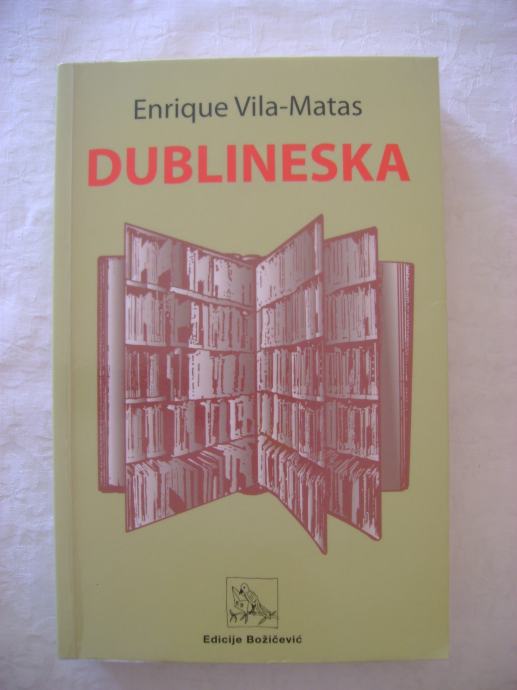 Enrique Vila-Matas
DUBLINESKA
Edicije Božičević